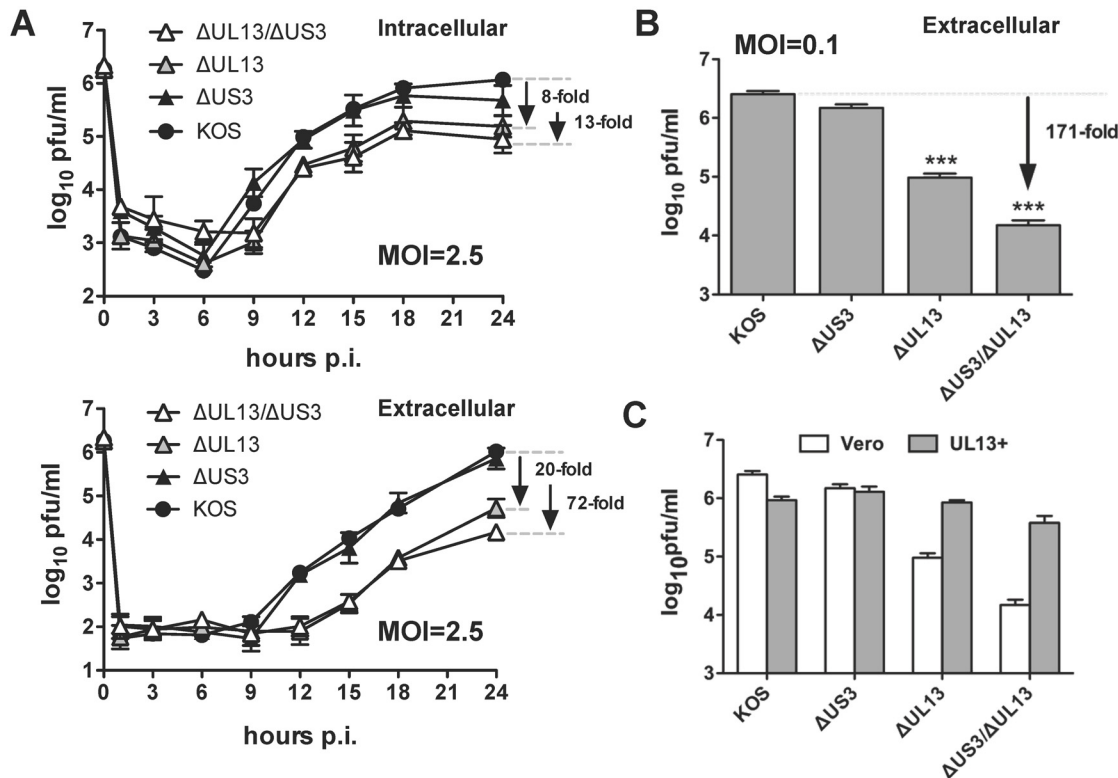 A
ΔUL13/ΔUS3
ΔUL13
ΔUS3
KOS
Intracellular
8-fold
13-fold
MOI=2.5
log10 pfu/ml
7
6
5
4
3
2
0 3 6 9 12 15 18 21 24
hours p.i.
ΔUL13/ΔUS3
ΔUL13
ΔUS3
KOS
Extracellular
20-fold
72-fold
MOI=2.5
log10 pfu/ml
7
6
5
4
3
2
1
0 3 6 9 12 15 18 21 24
hours p.i.
B
MOI=0.1
Extracellular
171-fold
***
***
log10 pfu/ml
7
6
5
4
3
KOS
ΔUS3
ΔUL13
ΔUS3/ΔUL13
C
Vero
UL13+
log10pfu/ml
7
6
5
4
3
KOS
ΔUS3
ΔUL13
ΔUS3/ΔUL13